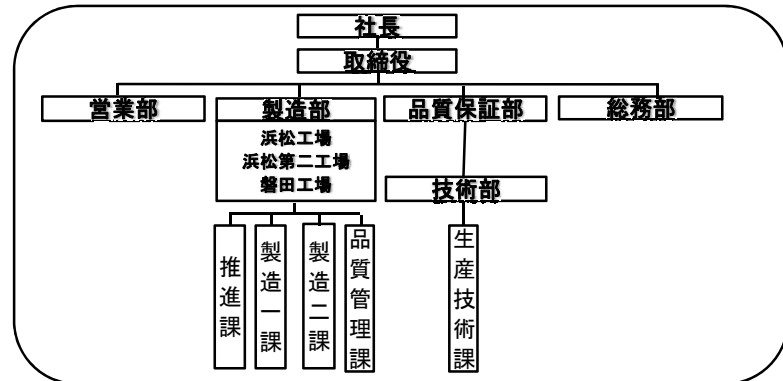 社長
取締役
営業部
製造部
品質保証部
総務部
浜松工場
浜松第二工場
磐田工場
技術部
推進課
製造一課
製造二課
品質管理課
生産技術課